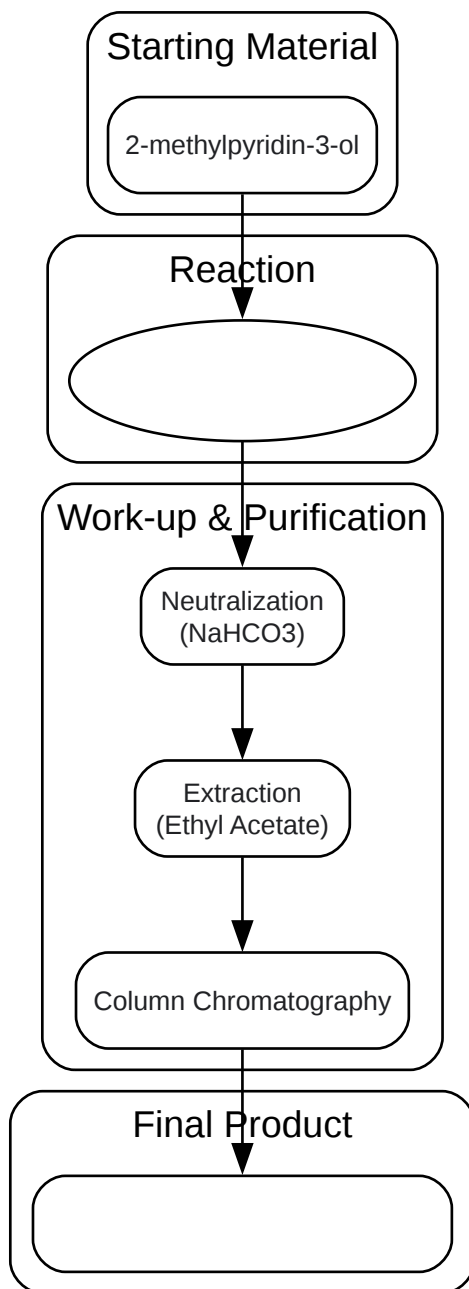 Starting Material
2-methylpyridin-3-ol
Reaction
Work-up & Purification
Neutralization
(NaHCO3)
Extraction
(Ethyl Acetate)
Column Chromatography
Final Product